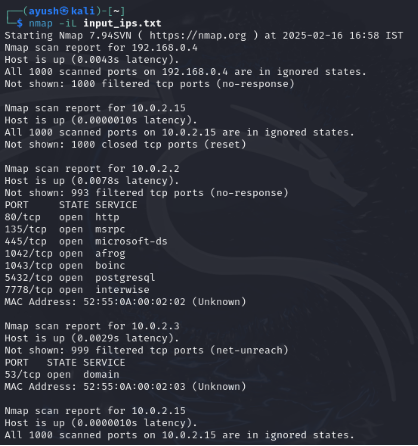 ┌──(ayush㉿kali)-[~]
└─$ nmap -iL input_ips.txt
Starting Nmap 7.94SVN ( https://nmap.org ) at 2025-02-16 16:58 IST
Nmap scan report for 192.168.0.4
Host is up (0.0043s latency).
All 1000 scanned ports on 192.168.0.4 are in ignored states.
Not shown: 1000 filtered tcp ports (no-response)

Nmap scan report for 10.0.2.15
Host is up (0.0000010s latency).
All 1000 scanned ports on 10.0.2.15 are in ignored states.
Not shown: 1000 closed tcp ports (reset)

Nmap scan report for 10.0.2.2
Host is up (0.0078s latency).
Not shown: 993 filtered tcp ports (no-response)
PORT     STATE SERVICE
80/tcp   open  http
135/tcp  open  msrpc
445/tcp  open  microsoft-ds
1042/tcp open  afrog
1043/tcp open  boinc
5432/tcp open  postgresql
7778/tcp open  interwise
MAC Address: 52:55:0A:00:02:02 (Unknown)

Nmap scan report for 10.0.2.3
Host is up (0.0029s latency).
Not shown: 999 filtered tcp ports (net-unreach)
PORT   STATE SERVICE
53/tcp open  domain
MAC Address: 52:55:0A:00:02:03 (Unknown)

Nmap scan report for 10.0.2.15
Host is up (0.0000010s latency).
All 1000 scanned ports on 10.0.2.15 are in ignored states.